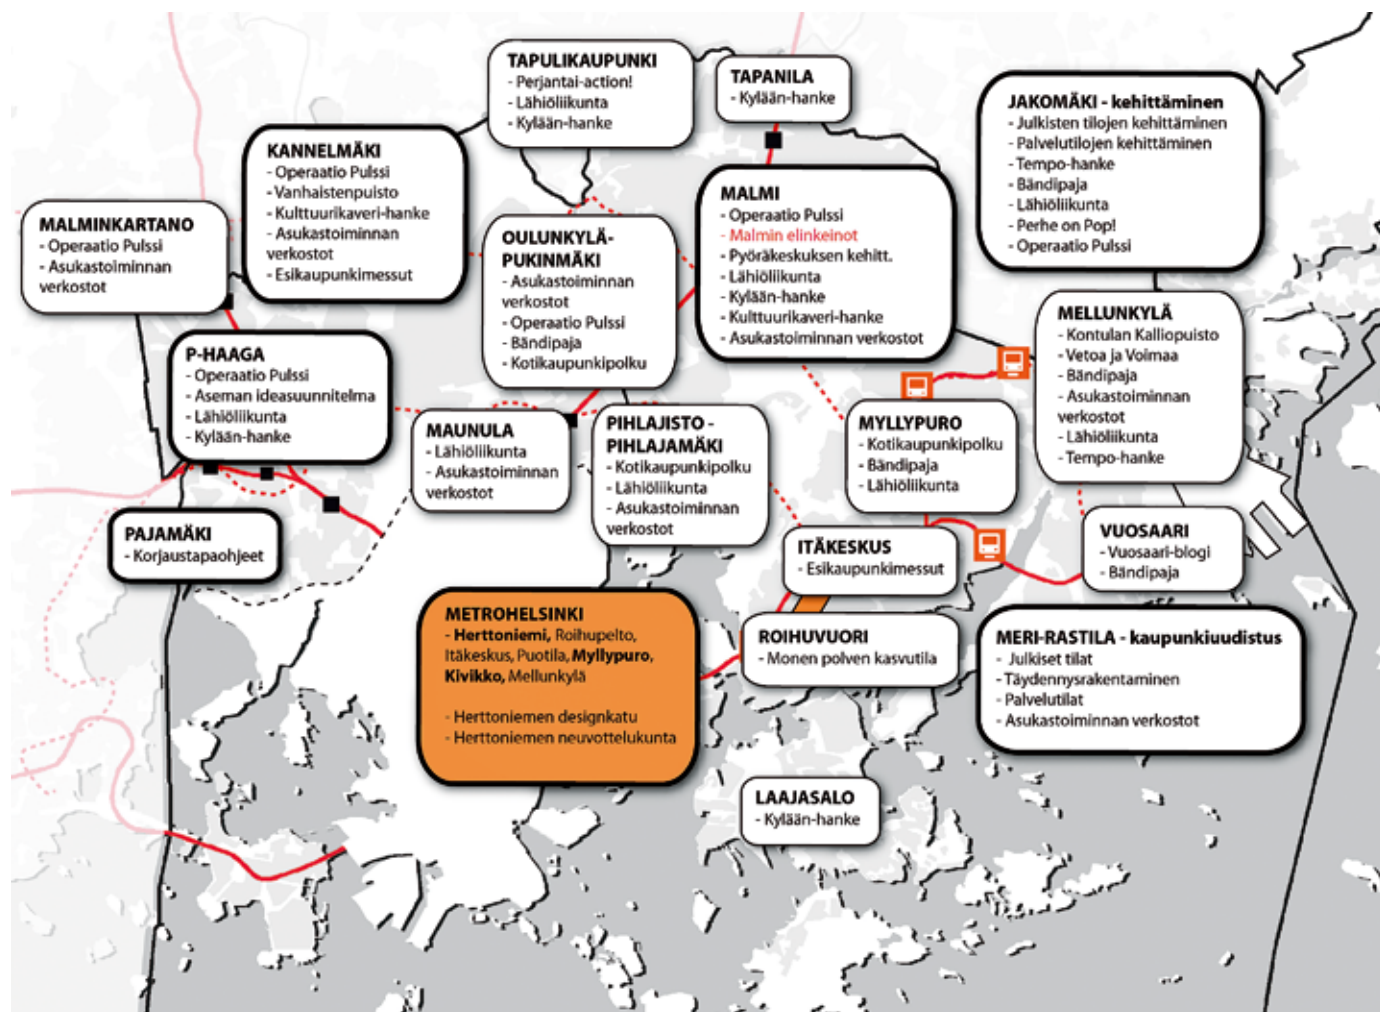 TAPULIKAUPUNKI
- Perjantai-action!
- Lähiöliikunta
- Kylään-hanke
TAPANILA
- Kylään-hanke
JAKOMÄKI - kehittäminen
- Julkisten tilojen kehittäminen
- Palvelutilojen kehittäminen
- Tempo-hanke
- Bändipaja
- Lähiöliikunta
- Perhe on Pop!
- Operaatio Pulssi
KANNELMÄKI
- Operaatio Pulssi
- Vanhaistenpuisto
- Kulttuurikaveri-hanke
- Asukastoiminnan
verkostot
- Esikaupunkimessut
MALMI
- Operaatio Pulssi
- Malmin elinkeinot
- Pyöräkeskuksen kehitt.
- Lähiöliikunta
- Kylään-hanke
- Kulttuurikaveri-hanke
- Asukastoiminnan verkostot
MALMINKARTANO
- Operaatio Pulssi
- Asukastoiminnan
verkostot
OULUNKYLÄ-
PUKINMÄKI
- Asukastoiminnan
verkostot
- Operaatio Pulssi
- Bändipaja
- Kotikaupunkipolku
MELLUNKYLÄ
- Kontulan Kalliopuisto
- Vetoa ja Voimaa
- Bändipaja
- Asukastoiminnan
verkostot
- Lähiöliikunta
- Tempo-hanke
P-HAAGA
- Operaatio Pulssi
- Aseman ideasuunnitelma
- Lähiöliikunta
- Kylään-hanke
MAUNULA
- Lähiöliikunta
- Asukastoiminnan
verkostot
PIHLAJISTO -
PIHLAJAMÄKI
- Kotikaupunkipolku
- Lähiöliikunta
- Asukastoiminnan
verkostot
MYLLYPURO
- Kotikaupunkipolku
- Bändipaja
- Lähiöliikunta
PAJAMÄKI
- Korjaustapaohjeet
ITÄKESKUS
- Esikaupunkimessut
VUOSAARI
- Vuosaari-blogi
- Bändipaja
METROHELSINKI
- Herttoniemi, Roihupelto,
Itäkeskus, Puotila, Myllypuro,
Kivikko, Mellunkylä
- Herttoniemen designkatu
- Herttoniemen neuvottelukunta
ROIHUVUORI
- Monen polven kasvutila
MERI-RASTILA - kaupunkiuudistus
- Julkiset tilat
- Täydennysrakentaminen
- Palvelutilat
- Asukastoiminnan verkostot
LAAJASALO
- Kylään-hanke